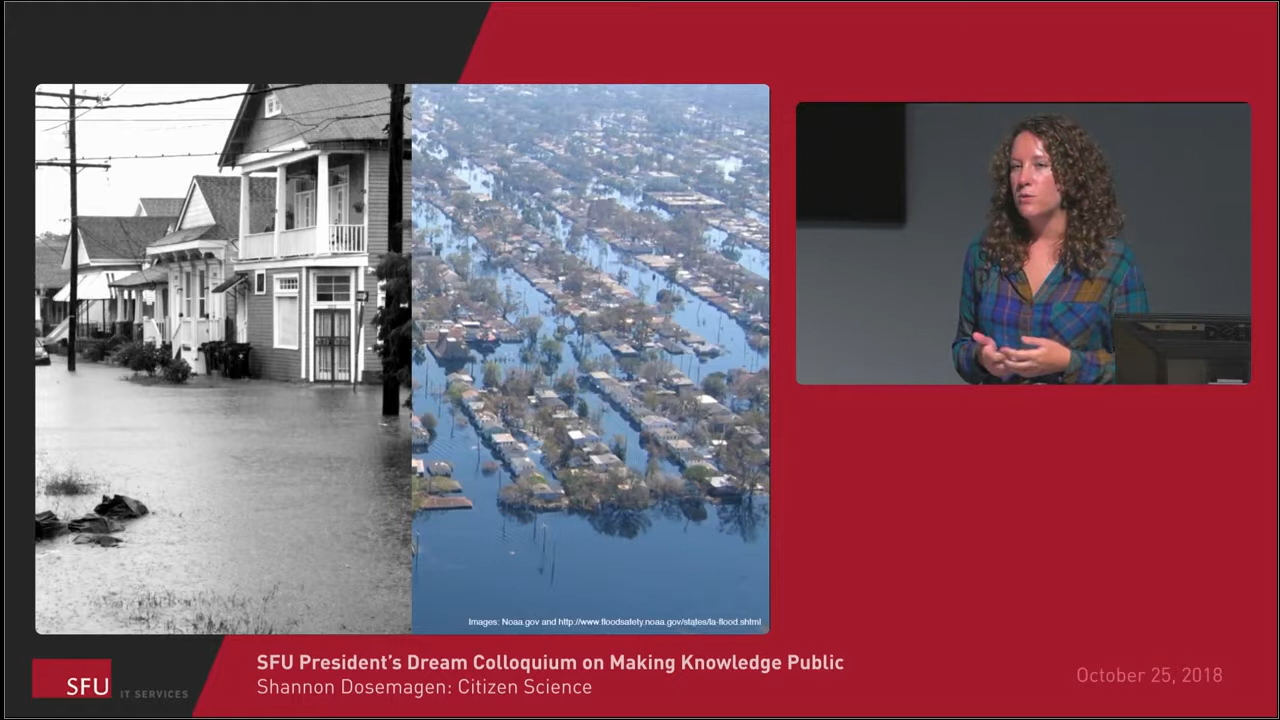 Images: Noaa.gov and http://www.floodsafety.noaa.gov/states/la-flood.shtml
SFU President's Dream Colloquium on Making Knowledge Public
Shannon Dosemagen: Citizen Science
October 25, 2018
SFU IT SERVICES